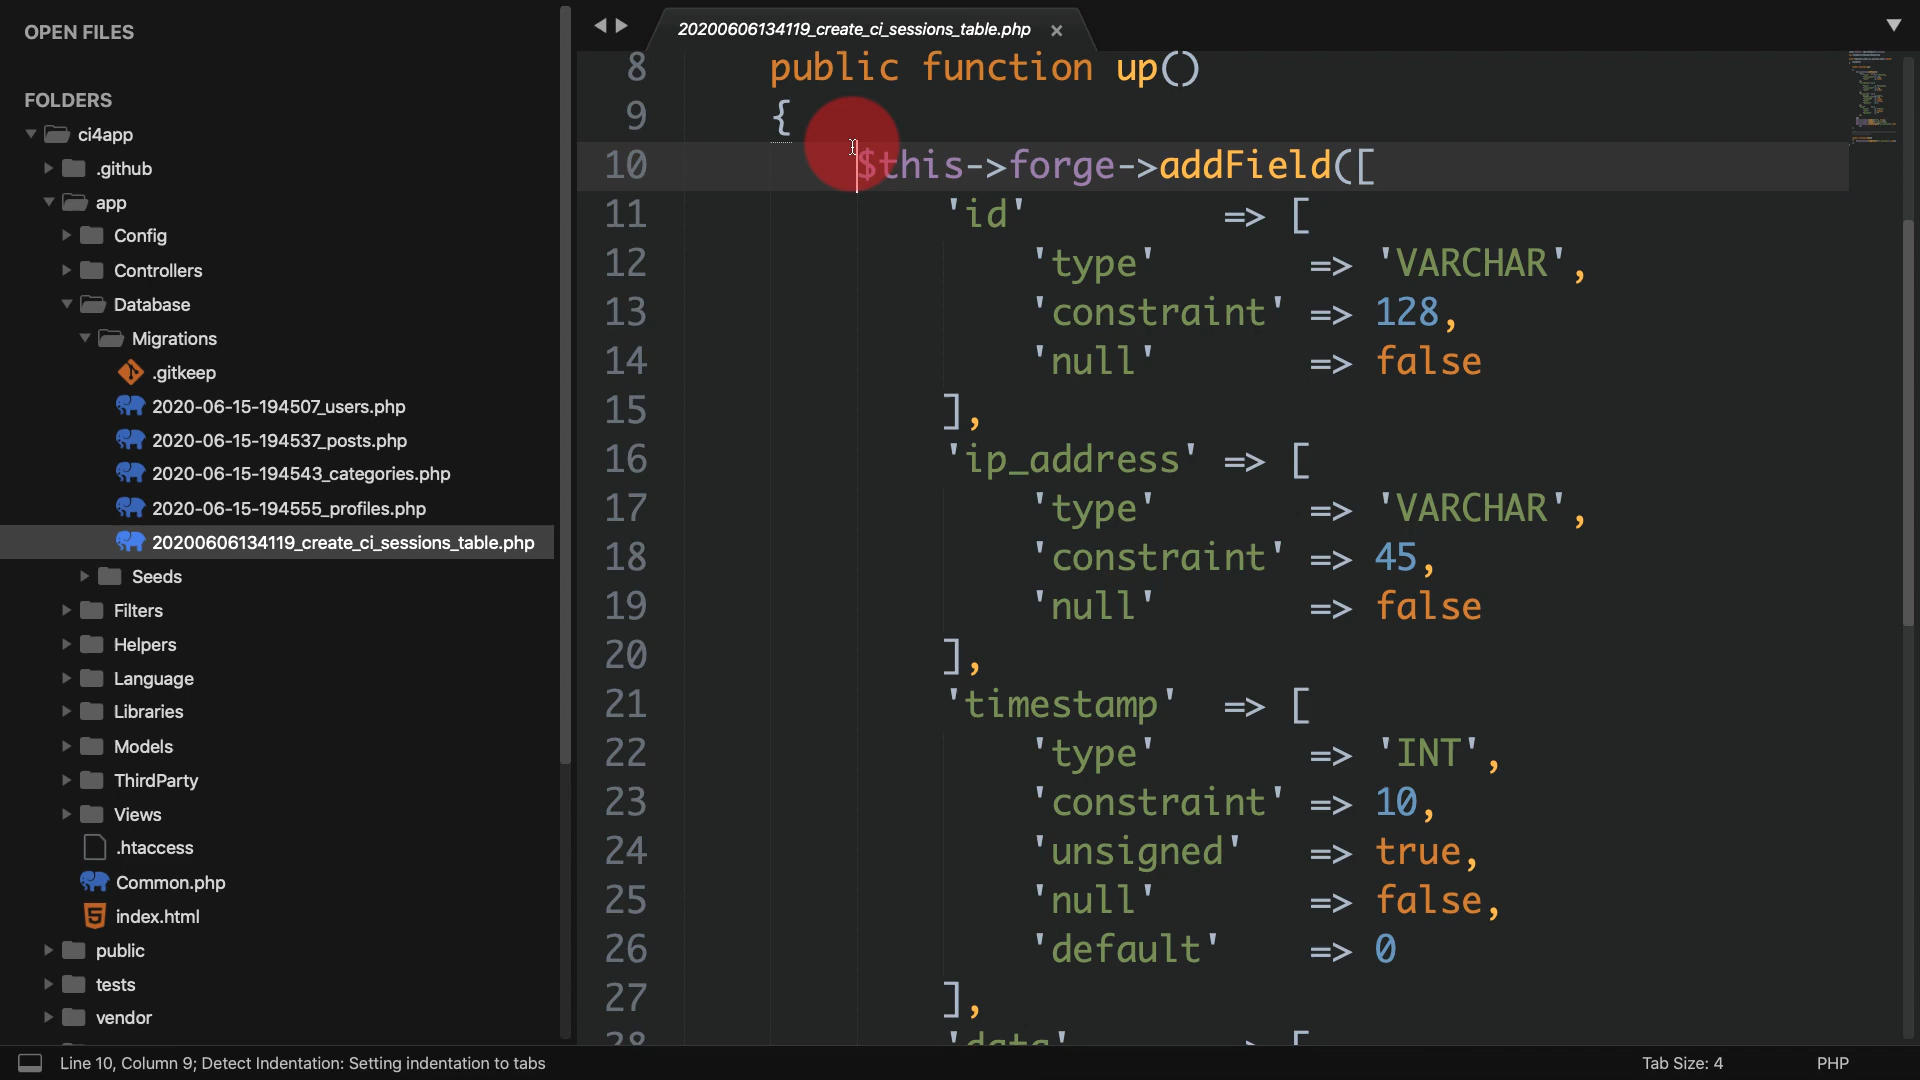 OPEN FILES
FOLDERS
ci4app
.github
app
Config
Controllers
Database
Migrations
.gitkeep
2020-06-15-194507_users.php
2020-06-15-194537_posts.php
2020-06-15-194543_categories.php
2020-06-15-194555_profiles.php
20200606134119_create_ci_sessions_table.php
Seeds
Filters
Helpers
Language
Libraries
Models
ThirdParty
Views
.htaccess
Common.php
index.html
public
tests
vendor
20200606134119_create_ci_sessions_table.php ×
8 public function up()
9 {
10 $this->forge->addField([
11 'id' => [
12 'type' => 'VARCHAR',
13 'constraint' => 128,
14 'null' => false
15 ],
16 'ip_address' => [
17 'type' => 'VARCHAR',
18 'constraint' => 45,
19 'null' => false
20 ],
21 'timestamp' => [
22 'type' => 'INT',
23 'constraint' => 10,
24 'unsigned' => true,
25 'null' => false,
26 'default' => 0
27 ],
28 'data' => [
Line 10, Column 9; Detect Indentation: Setting indentation to tabs
Tab Size: 4
PHP